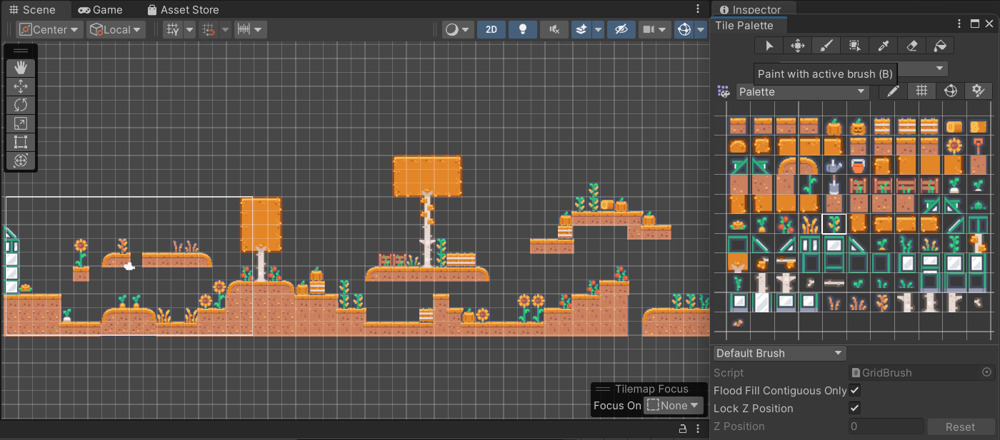 Scene
Game
Asset Store
Inspector
Center
Local
2D
Tile Palette
Paint with active brush (B)
Palette
Default Brush
Script
GridBrush
Flood Fill Contiguous Only
Lock Z Position
Z Position
0
Reset
Tilemap Focus
Focus On
None